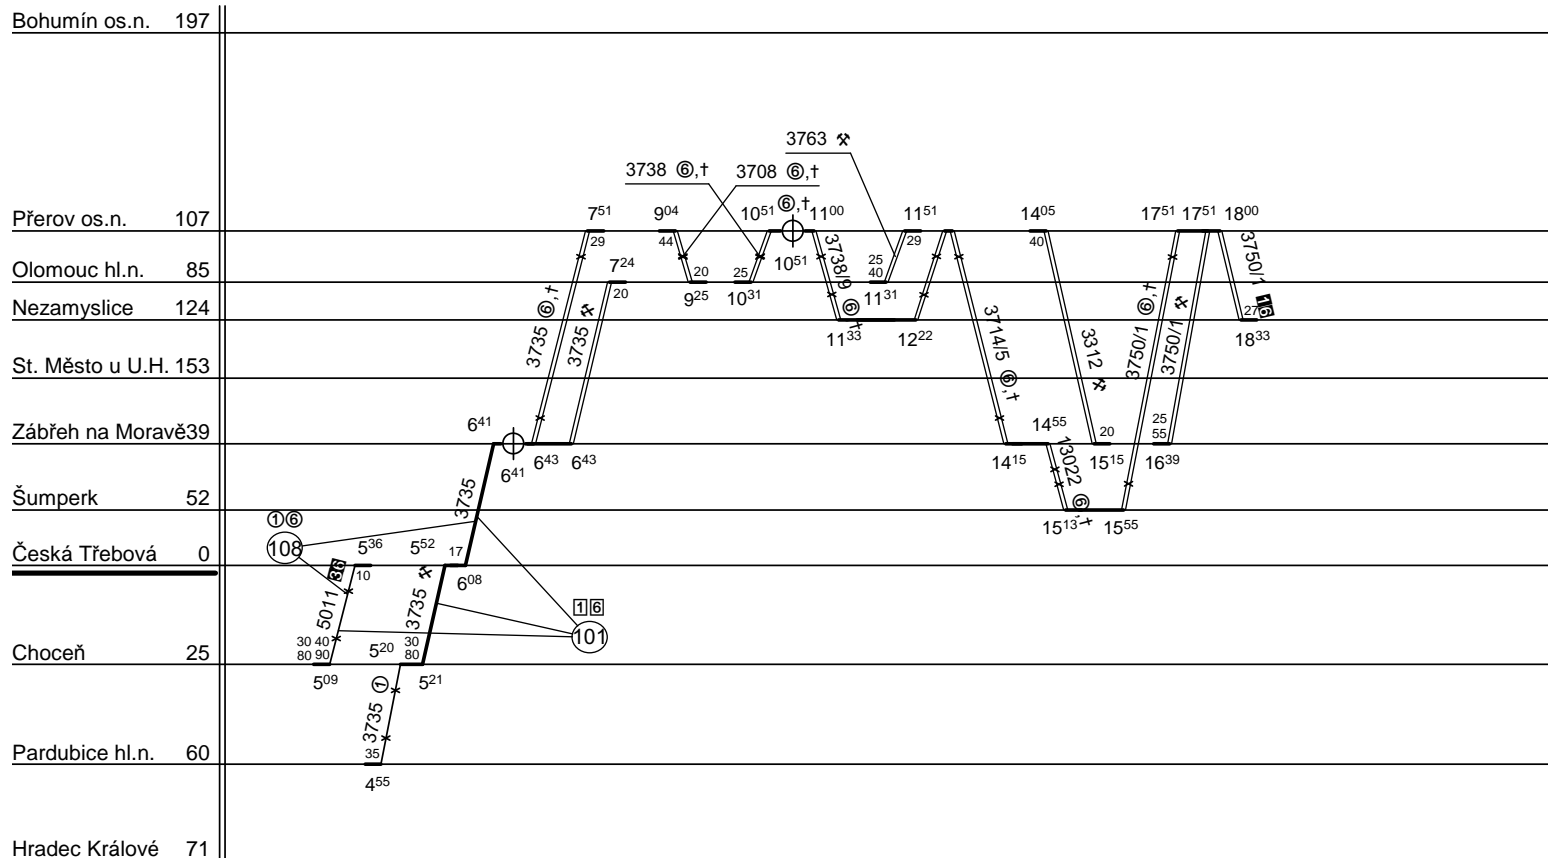 Bohumín os.n. 197
3763 ⚒
3738 ⑥,† 3708 ⑥,†
⑥,†
Přerov os.n. 107 7⁵¹ 9⁰⁴ 10⁵¹ 11⁰⁰ 11⁵¹ 14⁰⁵ 17⁵¹ 17⁵¹ 18⁰⁰
29 44 10⁵¹ 29 40
3738/9 ⑥,†
3750/1 16
Olomouc hl.n. 85 7²⁴ 20 25 25 40
20 9²⁵ 10³¹ 11³¹
Nezamyslice 124 27
11³³ 12²² 18³³
3735 ⑥,†
3735 ⚒
3714/5 ⑥,†
3312 ⚒
3750/1 ⑥,†
3750/1 ⚒
St. Město u U.H. 153
Zábřeh na Moravě 39 6⁴¹ 14⁵⁵ 20 25 55
6⁴¹ 6⁴³ 6⁴³ 14¹⁵ 15¹⁵ 16³⁹
13022 ⑥,†
3735
Šumperk 52
15¹³ 15⁵⁵
①⑥
108
Česká Třebová 0 5³⁶ 5⁵² 17
10 6⁰⁸
5011 36
3735 ⚒
1 6
101
Choceň 25 30 40 80 90 5²⁰ 30 80
5⁰⁹ 5²¹
3735 ①
Pardubice hl.n. 60 35
4⁵⁵
Hradec Králové 71